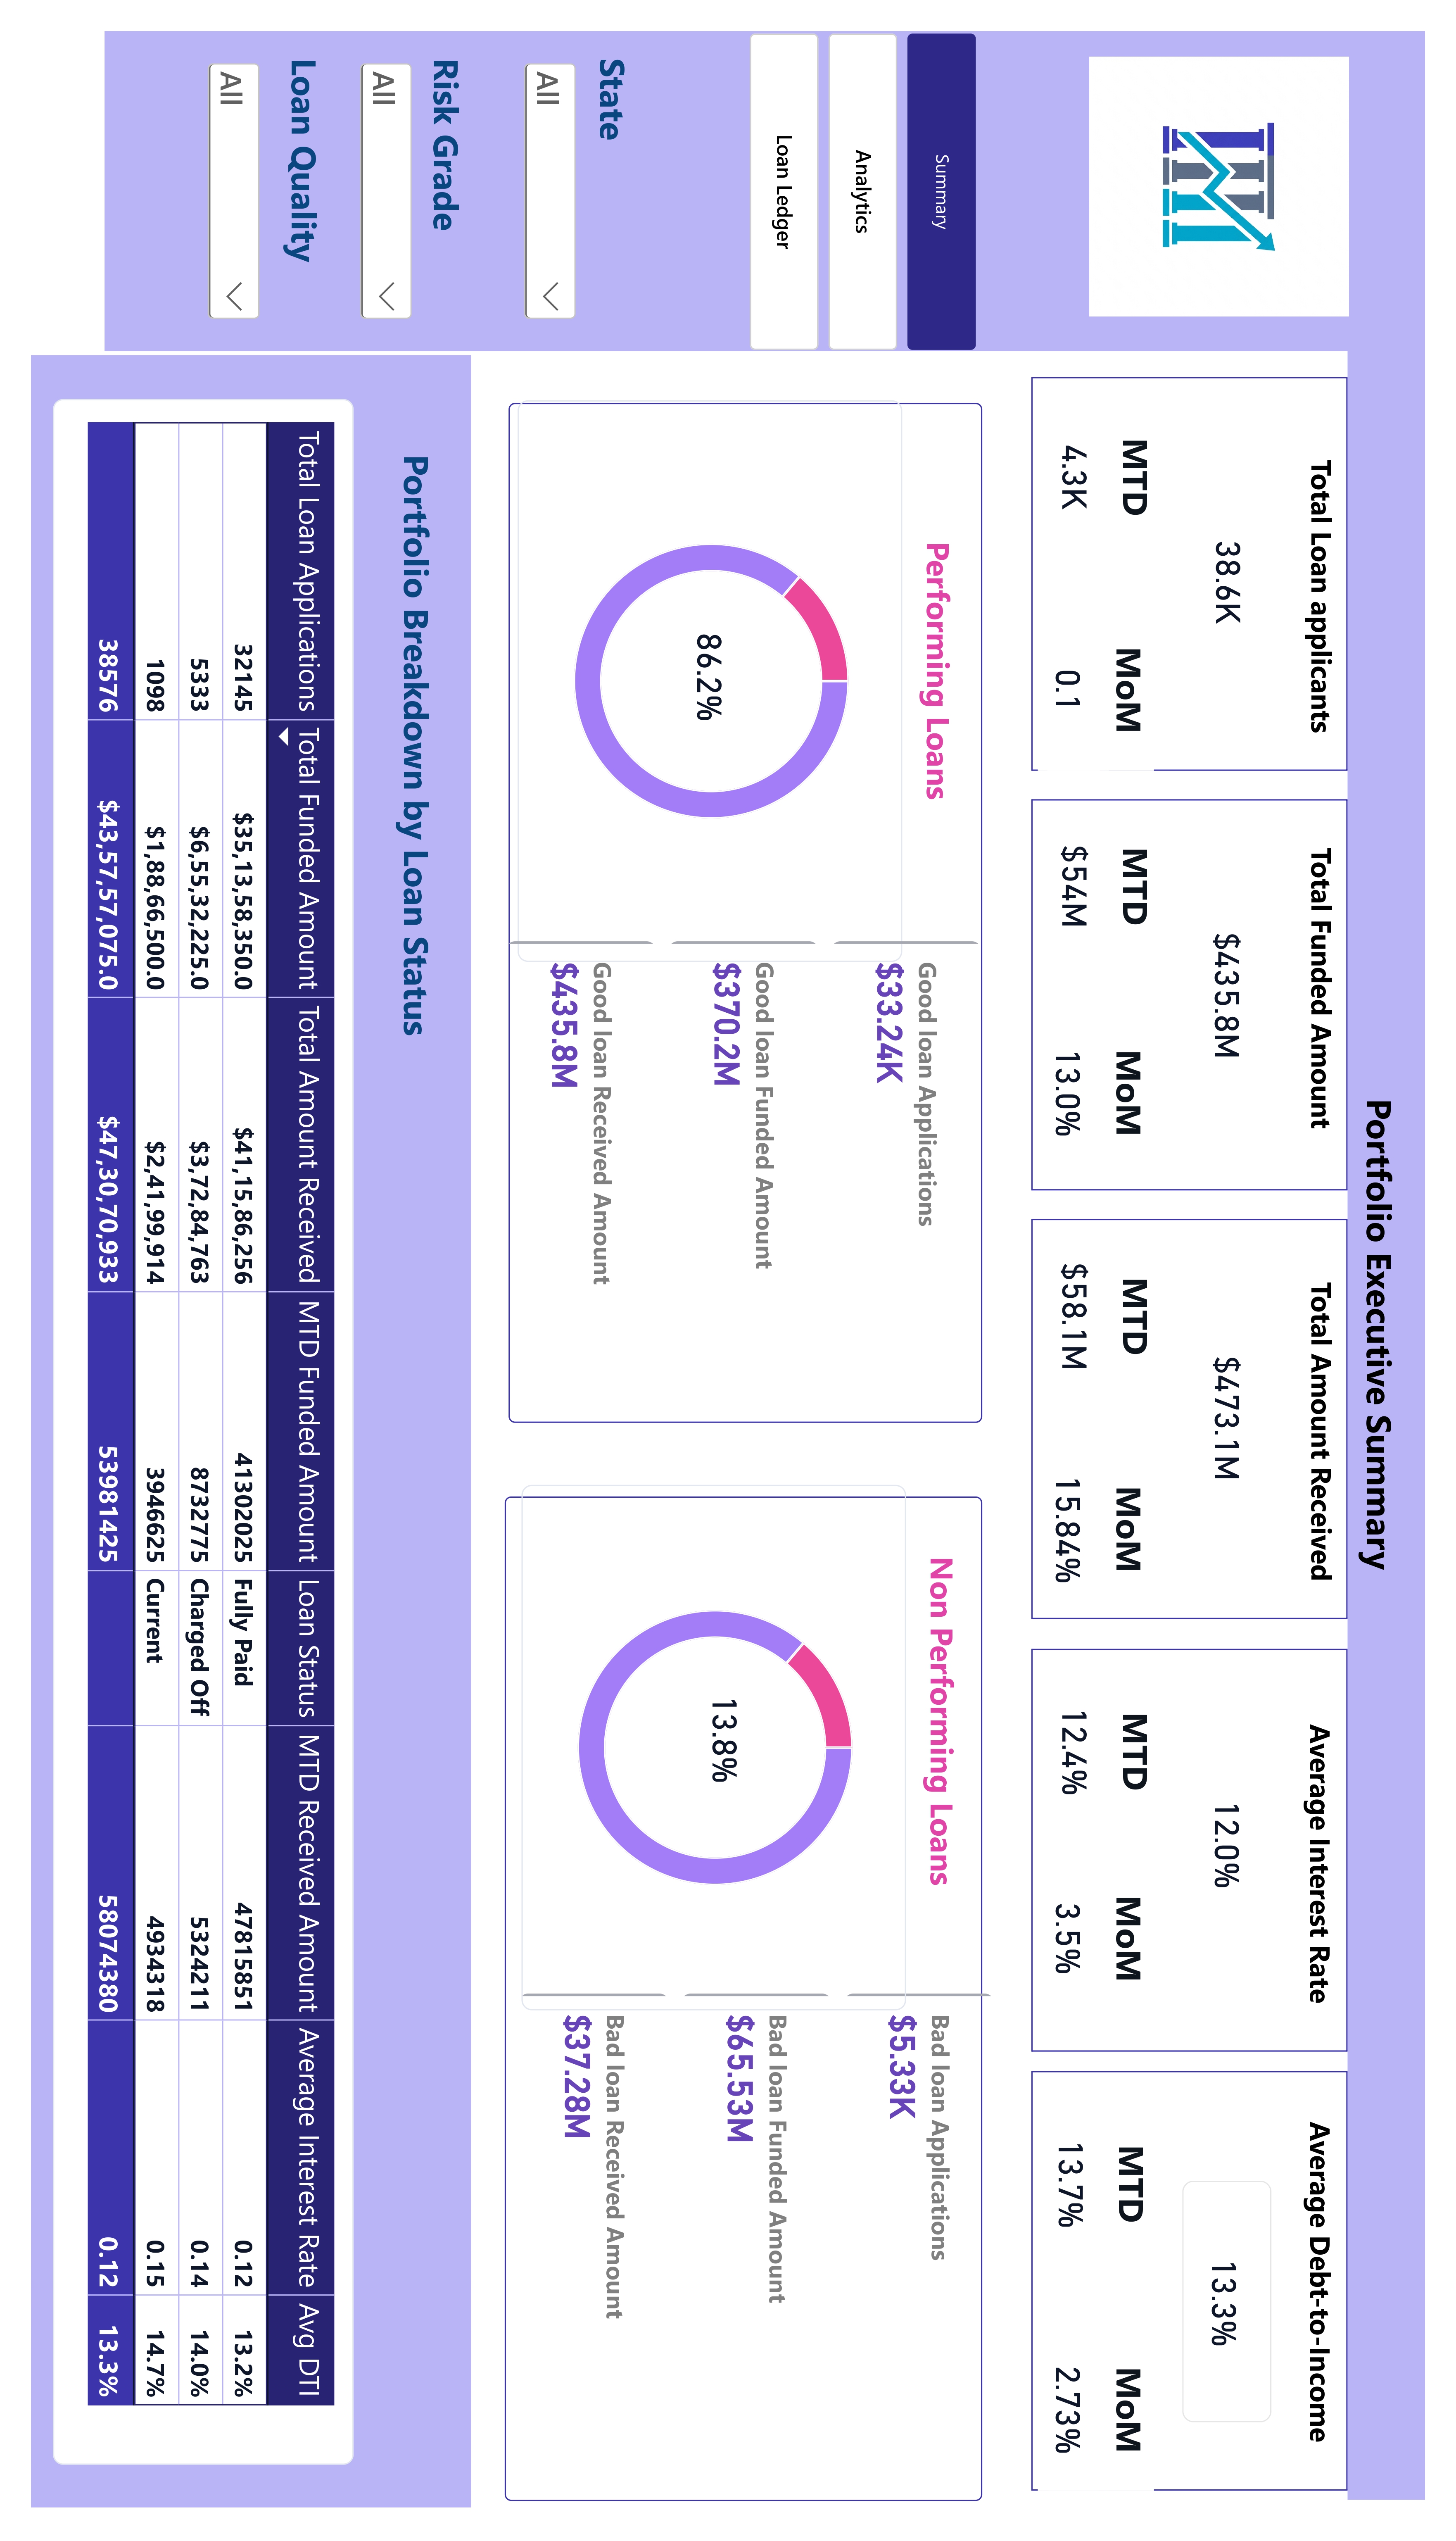 Portfolio Executive Summary
Total Loan applicants
38.6K
MTD MoM
4.3K 0.1
Total Funded Amount
$435.8M
MTD MoM
$54M 13.0%
Total Amount Received
$473.1M
MTD MoM
$58.1M 15.84%
Average Interest Rate
12.0%
MTD MoM
12.4% 3.5%
Average Debt-to-Income
13.3%
MTD MoM
13.7% 2.73%
Summary
Analytics
Loan Ledger
State
All
Risk Grade
All
Loan Quality
All
Performing Loans
86.2%
Good loan Applications
$33.24K
Good loan Funded Amount
$370.2M
Good loan Received Amount
$435.8M
Non Performing Loans
13.8%
Bad loan Applications
$5.33K
Bad loan Funded Amount
$65.53M
Bad loan Received Amount
$37.28M
Portfolio Breakdown by Loan Status
Total Loan Applications Total Funded Amount Total Amount Received MTD Funded Amount Loan Status MTD Received Amount Average Interest Rate Avg DTI
32145 $35,13,58,350.0 $41,15,86,256 41302025 Fully Paid 47815851 0.12 13.2%
5333 $6,55,32,225.0 $3,72,84,763 8732775 Charged Off 5324211 0.14 14.0%
1098 $1,88,66,500.0 $2,41,99,914 3946625 Current 4934318 0.15 14.7%
38576 $43,57,57,075.0 $47,30,70,933 53981425 58074380 0.12 13.3%